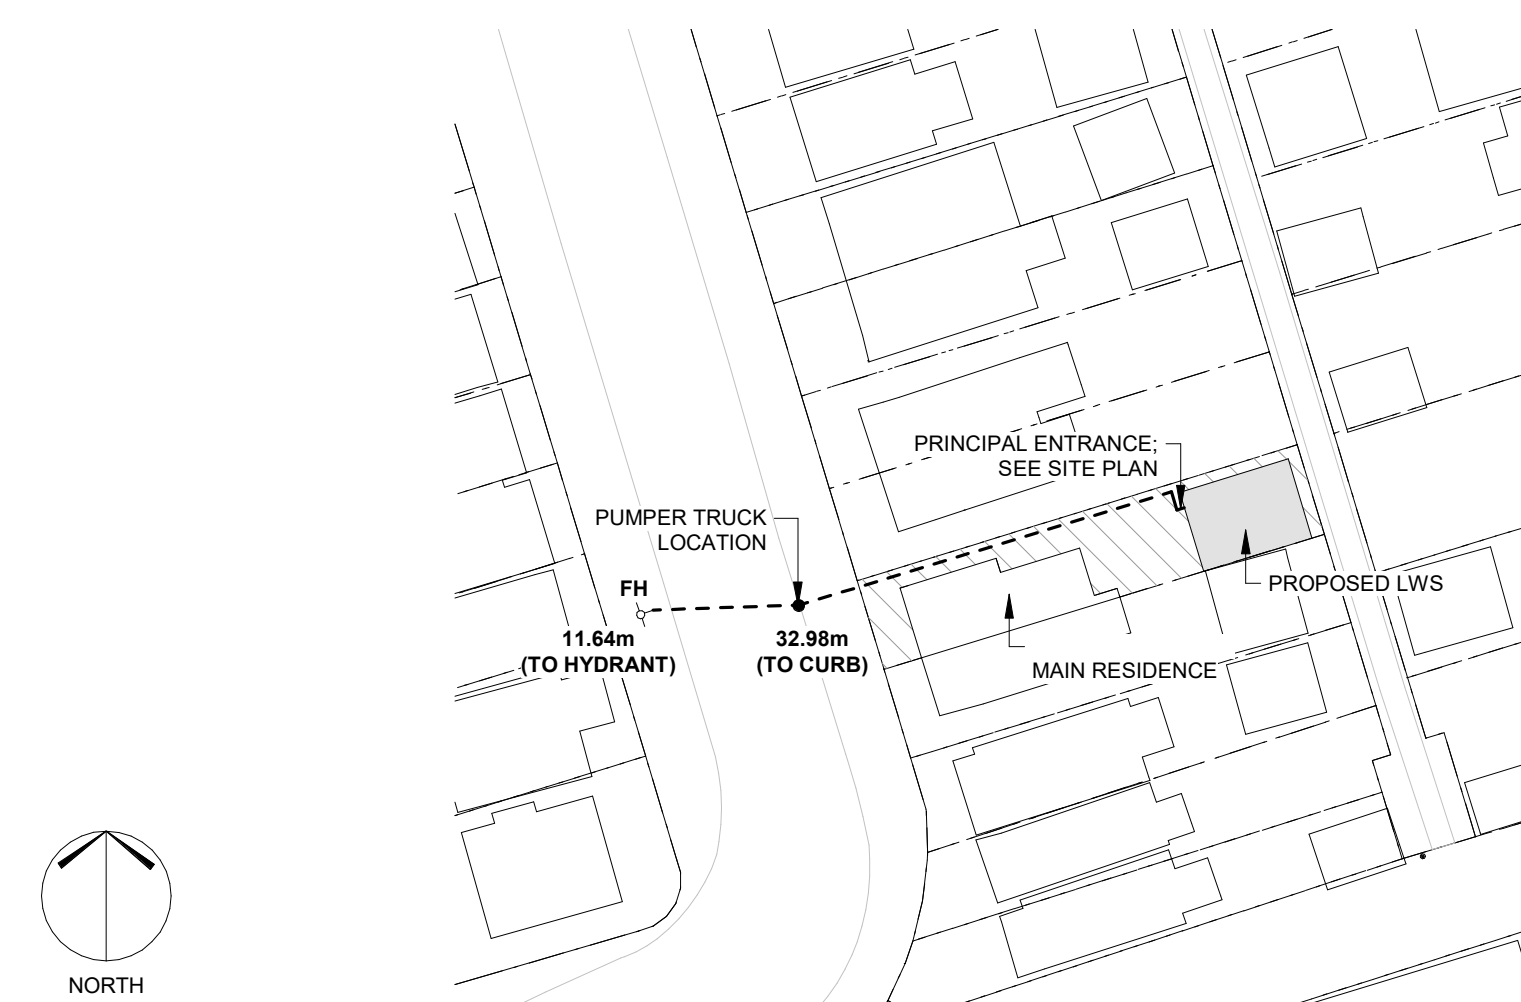 PRINCIPAL ENTRANCE;
SEE SITE PLAN
PUMPER TRUCK
LOCATION
FH
11.64m
(TO HYDRANT)
32.98m
(TO CURB)
PROPOSED LWS
MAIN RESIDENCE
NORTH